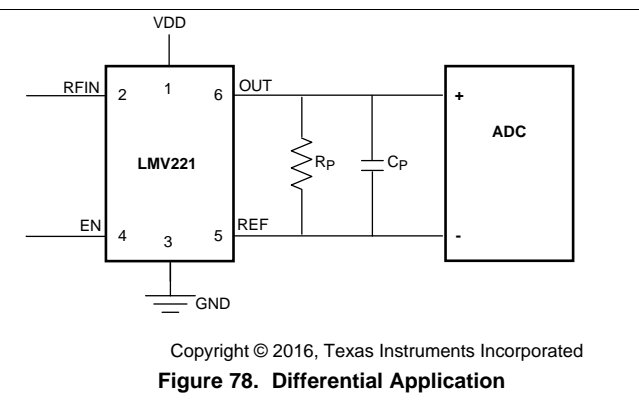 VDD
RFIN 2 1 6 OUT
+
ADC
LMV221
RP
CP
EN 4 3 5 REF
-
GND
Copyright © 2016, Texas Instruments Incorporated
Figure 78. Differential Application